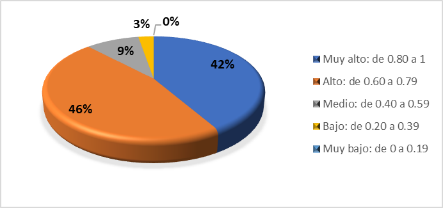 3%
0%
9%
42%
46%
Muy alto: de 0.80 a 1
Alto: de 0.60 a 0.79
Medio: de 0.40 a 0.59
Bajo: de 0.20 a 0.39
Muy bajo: de 0 a 0.19